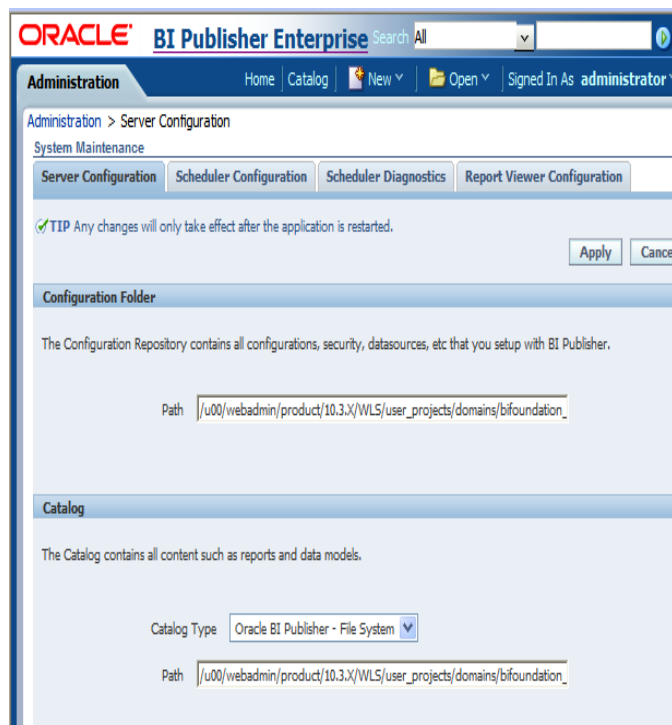 ORACLE' BI Publisher Enterprise Search All
Administration Home Catalog New Open Signed In As administrator
Administration > Server Configuration
System Maintenance
Server Configuration Scheduler Configuration Scheduler Diagnostics Report Viewer Configuration
TIP Any changes will only take effect after the application is restarted.
Apply Cance
Configuration Folder
The Configuration Repository contains all configurations, security, datasources, etc that you setup with BI Publisher.
Path /u00/webadmin/product/10.3.X/WLS/user_projects/domains/bifoundation_
Catalog
The Catalog contains all content such as reports and data models.
Catalog Type Oracle BI Publisher - File System
Path /u00/webadmin/product/10.3.X/WLS/user_projects/domains/bifoundation_